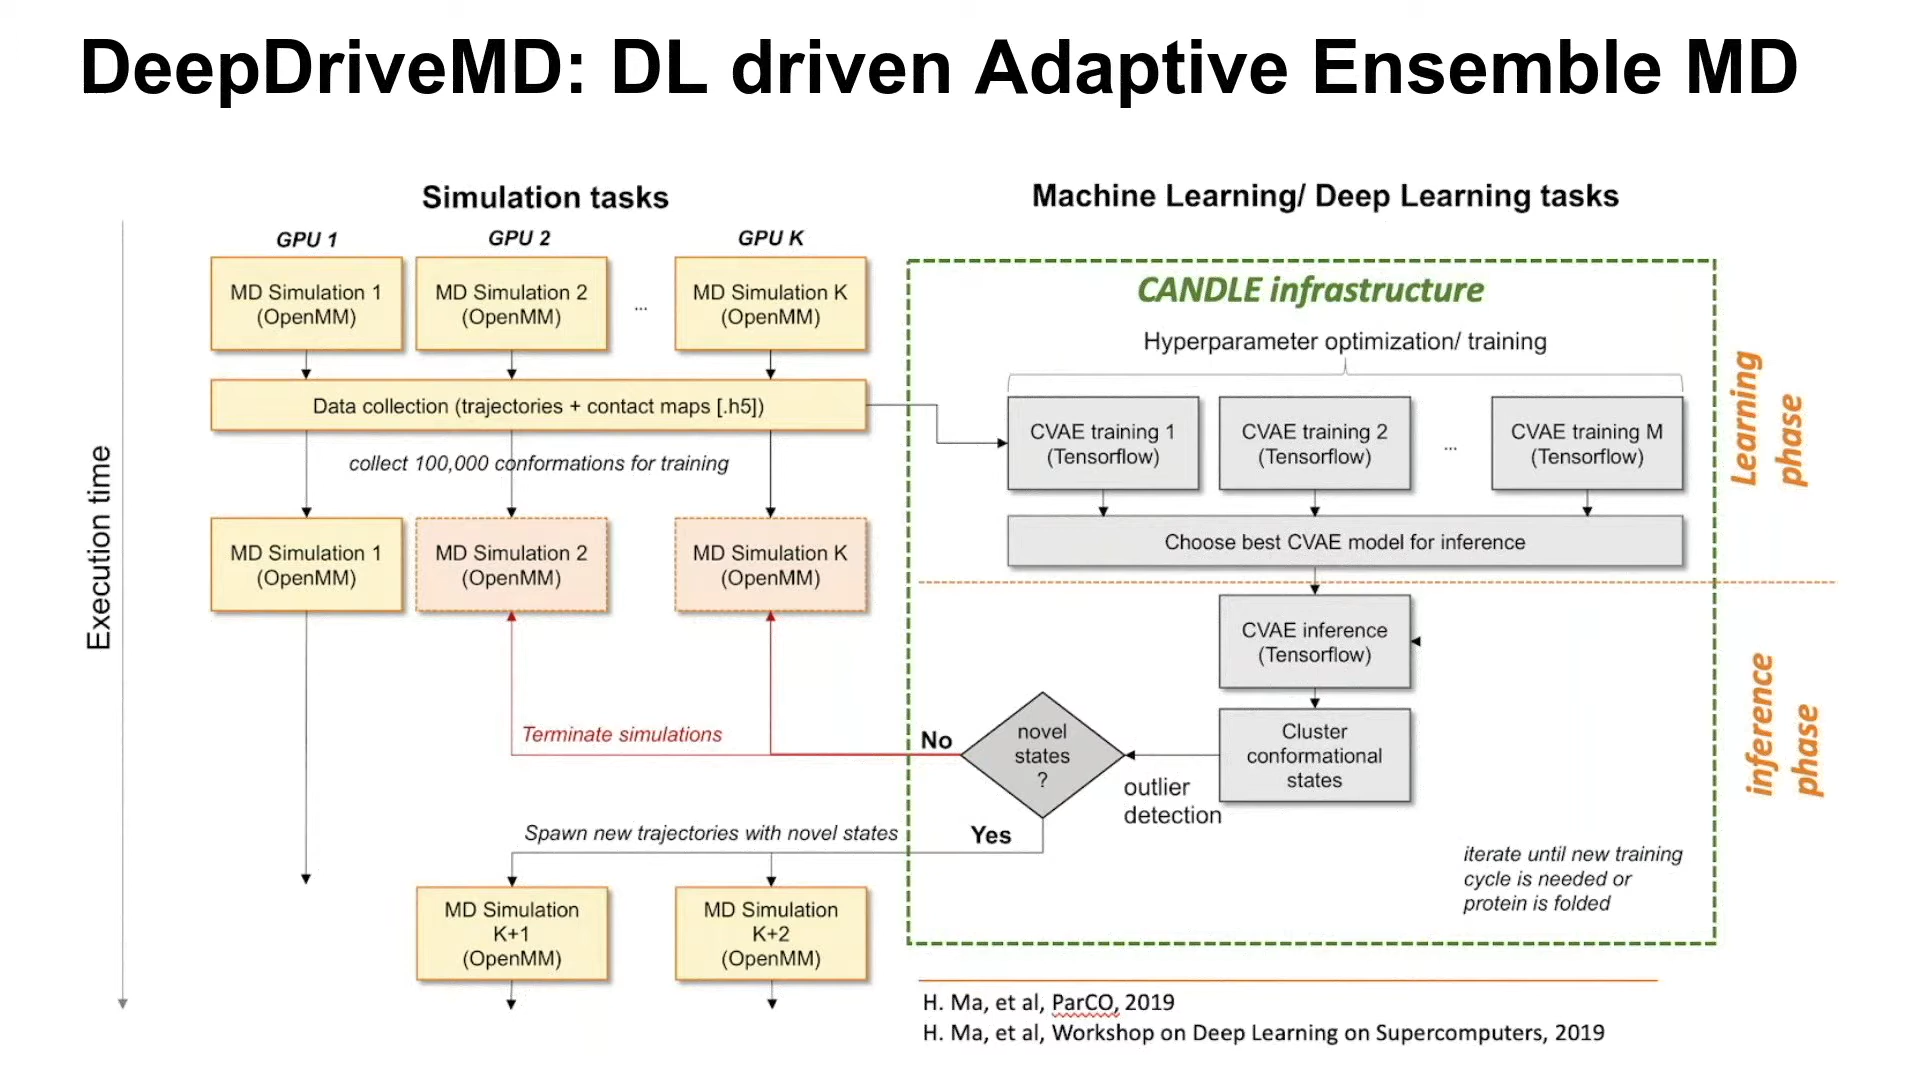 DeepDriveMD: DL driven Adaptive Ensemble MD
Simulation tasks
Machine Learning/ Deep Learning tasks
Execution time
GPU 1
GPU 2
GPU K
MD Simulation 1
(OpenMM)
MD Simulation 2
(OpenMM)
...
MD Simulation K
(OpenMM)
Data collection (trajectories + contact maps [.h5])
collect 100,000 conformations for training
MD Simulation 1
(OpenMM)
MD Simulation 2
(OpenMM)
MD Simulation K
(OpenMM)
Terminate simulations
Spawn new trajectories with novel states
MD Simulation
K+1
(OpenMM)
MD Simulation
K+2
(OpenMM)
CANDLE infrastructure
Hyperparameter optimization/ training
CVAE training 1
(Tensorflow)
CVAE training 2
(Tensorflow)
...
CVAE training M
(Tensorflow)
Choose best CVAE model for inference
CVAE inference
(Tensorflow)
Cluster
conformational
states
outlier
detection
novel
states
?
No
Yes
iterate until new training
cycle is needed or
protein is folded
Learning
phase
inference
phase
H. Ma, et al, ParCO, 2019
H. Ma, et al, Workshop on Deep Learning on Supercomputers, 2019